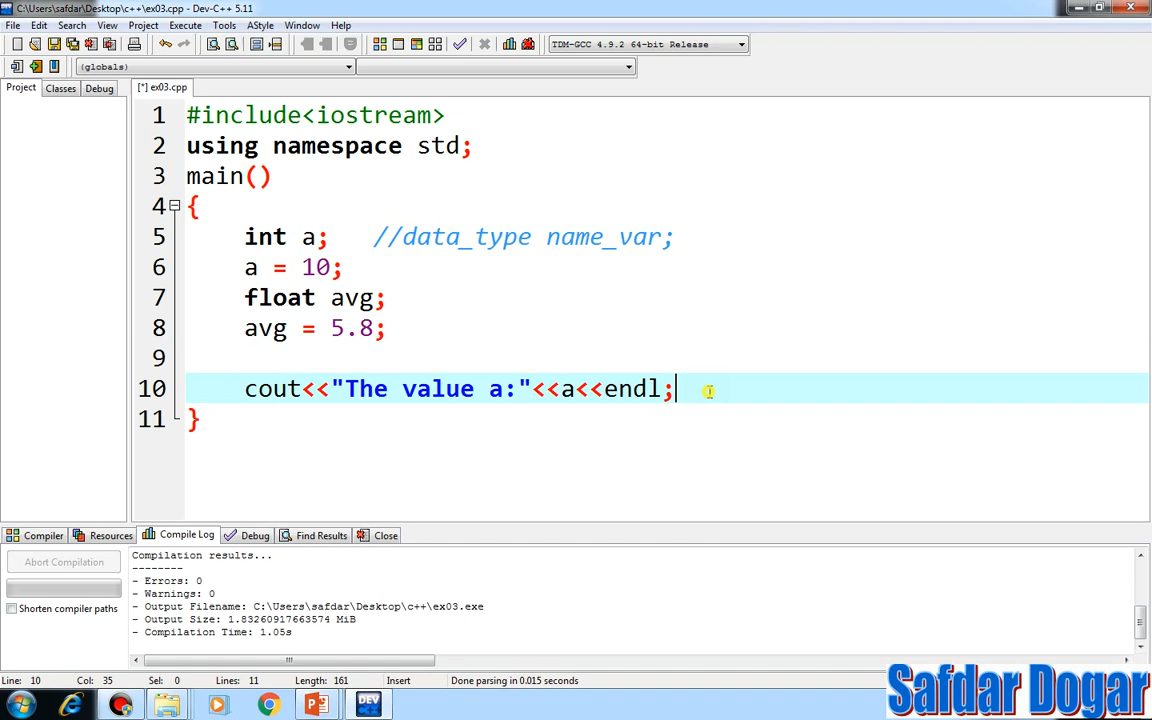 C:\Users\safdar\Desktop\c++\ex03.cpp - Dev-C++ 5.11
File Edit Search View Project Execute Tools AStyle Window Help
TDM-GCC 4.9.2 64-bit Release
(globals)
Project Classes Debug [*] ex03.cpp
1 #include<iostream>
2 using namespace std;
3 main()
4 {
5 int a; //data_type name_var;
6 a = 10;
7 float avg;
8 avg = 5.8;
9
10 cout<<"The value a:"<<a<<endl;
11 }
Compiler Resources Compile Log Debug Find Results Close
Abort Compilation
Shorten compiler paths
Compilation results...
--------
- Errors: 0
- Warnings: 0
- Output Filename: C:\Users\safdar\Desktop\c++\ex03.exe
- Output Size: 1.83260917663574 MiB
- Compilation Time: 1.05s
Line: 10 Col: 35 Sel: 0 Lines: 11 Length: 161 Insert Done parsing in 0.015 seconds
DEV
Safdar Dogar